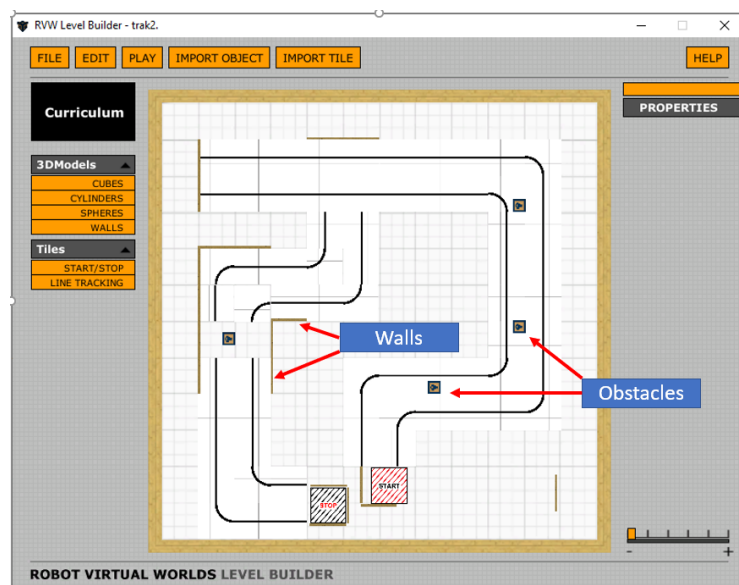 RVW Level Builder - trak2.
FILE EDIT PLAY IMPORT OBJECT IMPORT TILE HELP
Curriculum
PROPERTIES
3DModels
CUBES
CYLINDERS
SPHERES
WALLS
Tiles
START/STOP
LINE TRACKING
Walls
Obstacles
START
STOP
- +
ROBOT VIRTUAL WORLDS LEVEL BUILDER